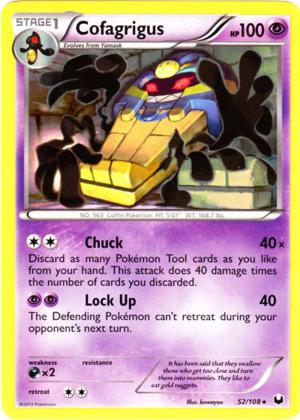 STAGE1 Cofagrigus HP100
Evolves from Yamask
NO. 563 Coffin Pokémon HT. 5'07" WT. 168.7 lbs.
Chuck 40×
Discard as many Pokémon Tool cards as you like
from your hand. This attack does 40 damage times
the number of cards you discarded.
Lock Up 40
The Defending Pokémon can't retreat during your
opponent's next turn.
weakness resistance
×2
retreat
It has been said that they swallow
those who get too close and turn
them into mummies. They like to
eat gold nuggets.
Illus. kawayoo 52/108
©2012 Pokémon